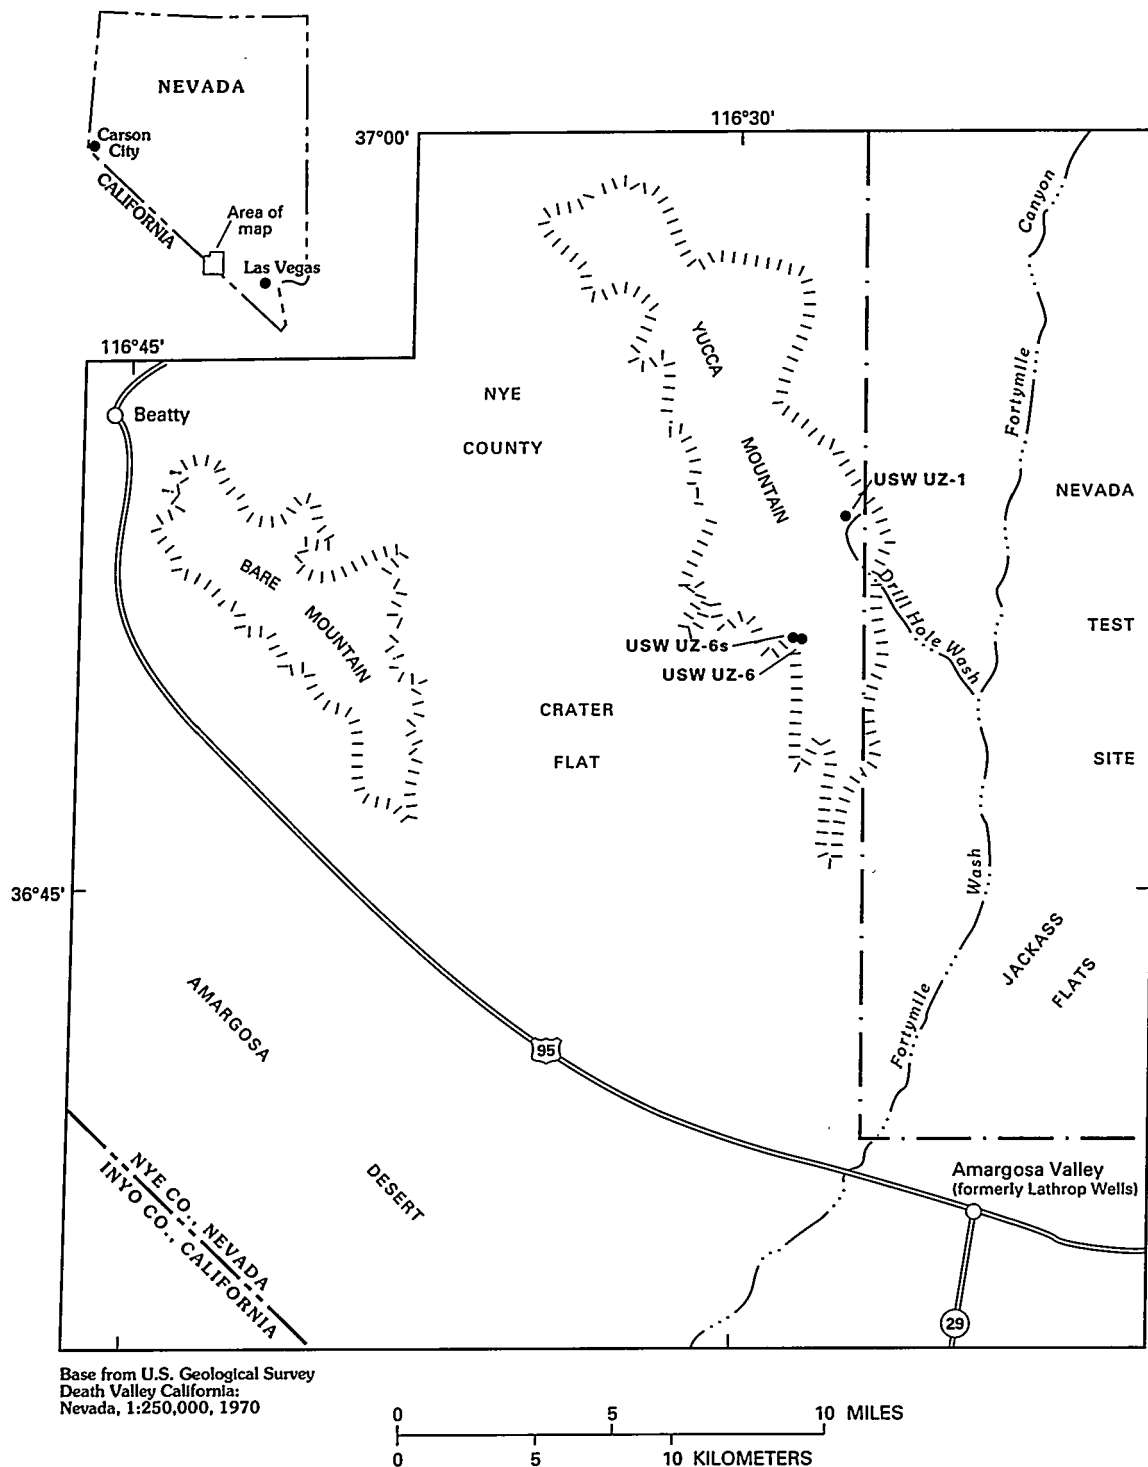 NEVADA
Carson
City
CALIFORNIA
Area of
map
Las Vegas
116°30'
37°00'
116°45'
Beatty
Canyon
Fortymile
YUCCA
MOUNTAIN
NYE
COUNTY
USW UZ-1
NEVADA
TEST
SITE
BARE
MOUNTAIN
Drill Hole Wash
USW UZ-6s
USW UZ-6
CRATER
FLAT
36°45'
Wash
Fortymile
JACKASS
FLATS
AMARGOSA
DESERT
95
NYE CO., NEVADA
INYO CO., CALIFORNIA
Amargosa Valley
(formerly Lathrop Wells)
29
Base from U.S. Geological Survey
Death Valley California:
Nevada, 1:250,000, 1970
0 5 10 MILES
0 5 10 KILOMETERS